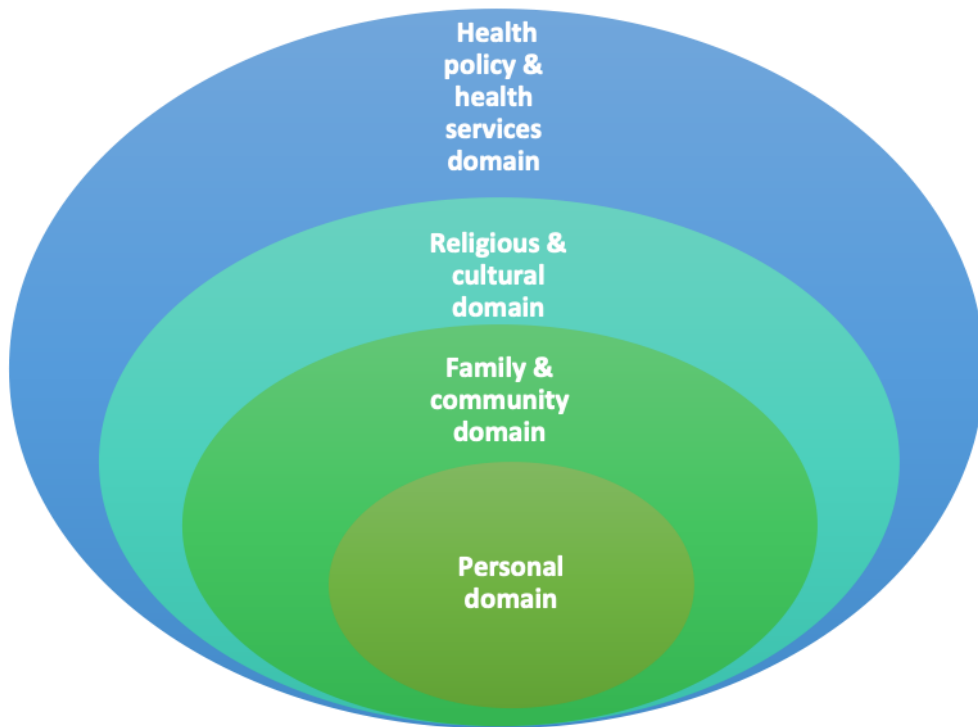 Health
policy &
health
services
domain
Religious &
cultural
domain
Family &
community
domain
Personal
domain